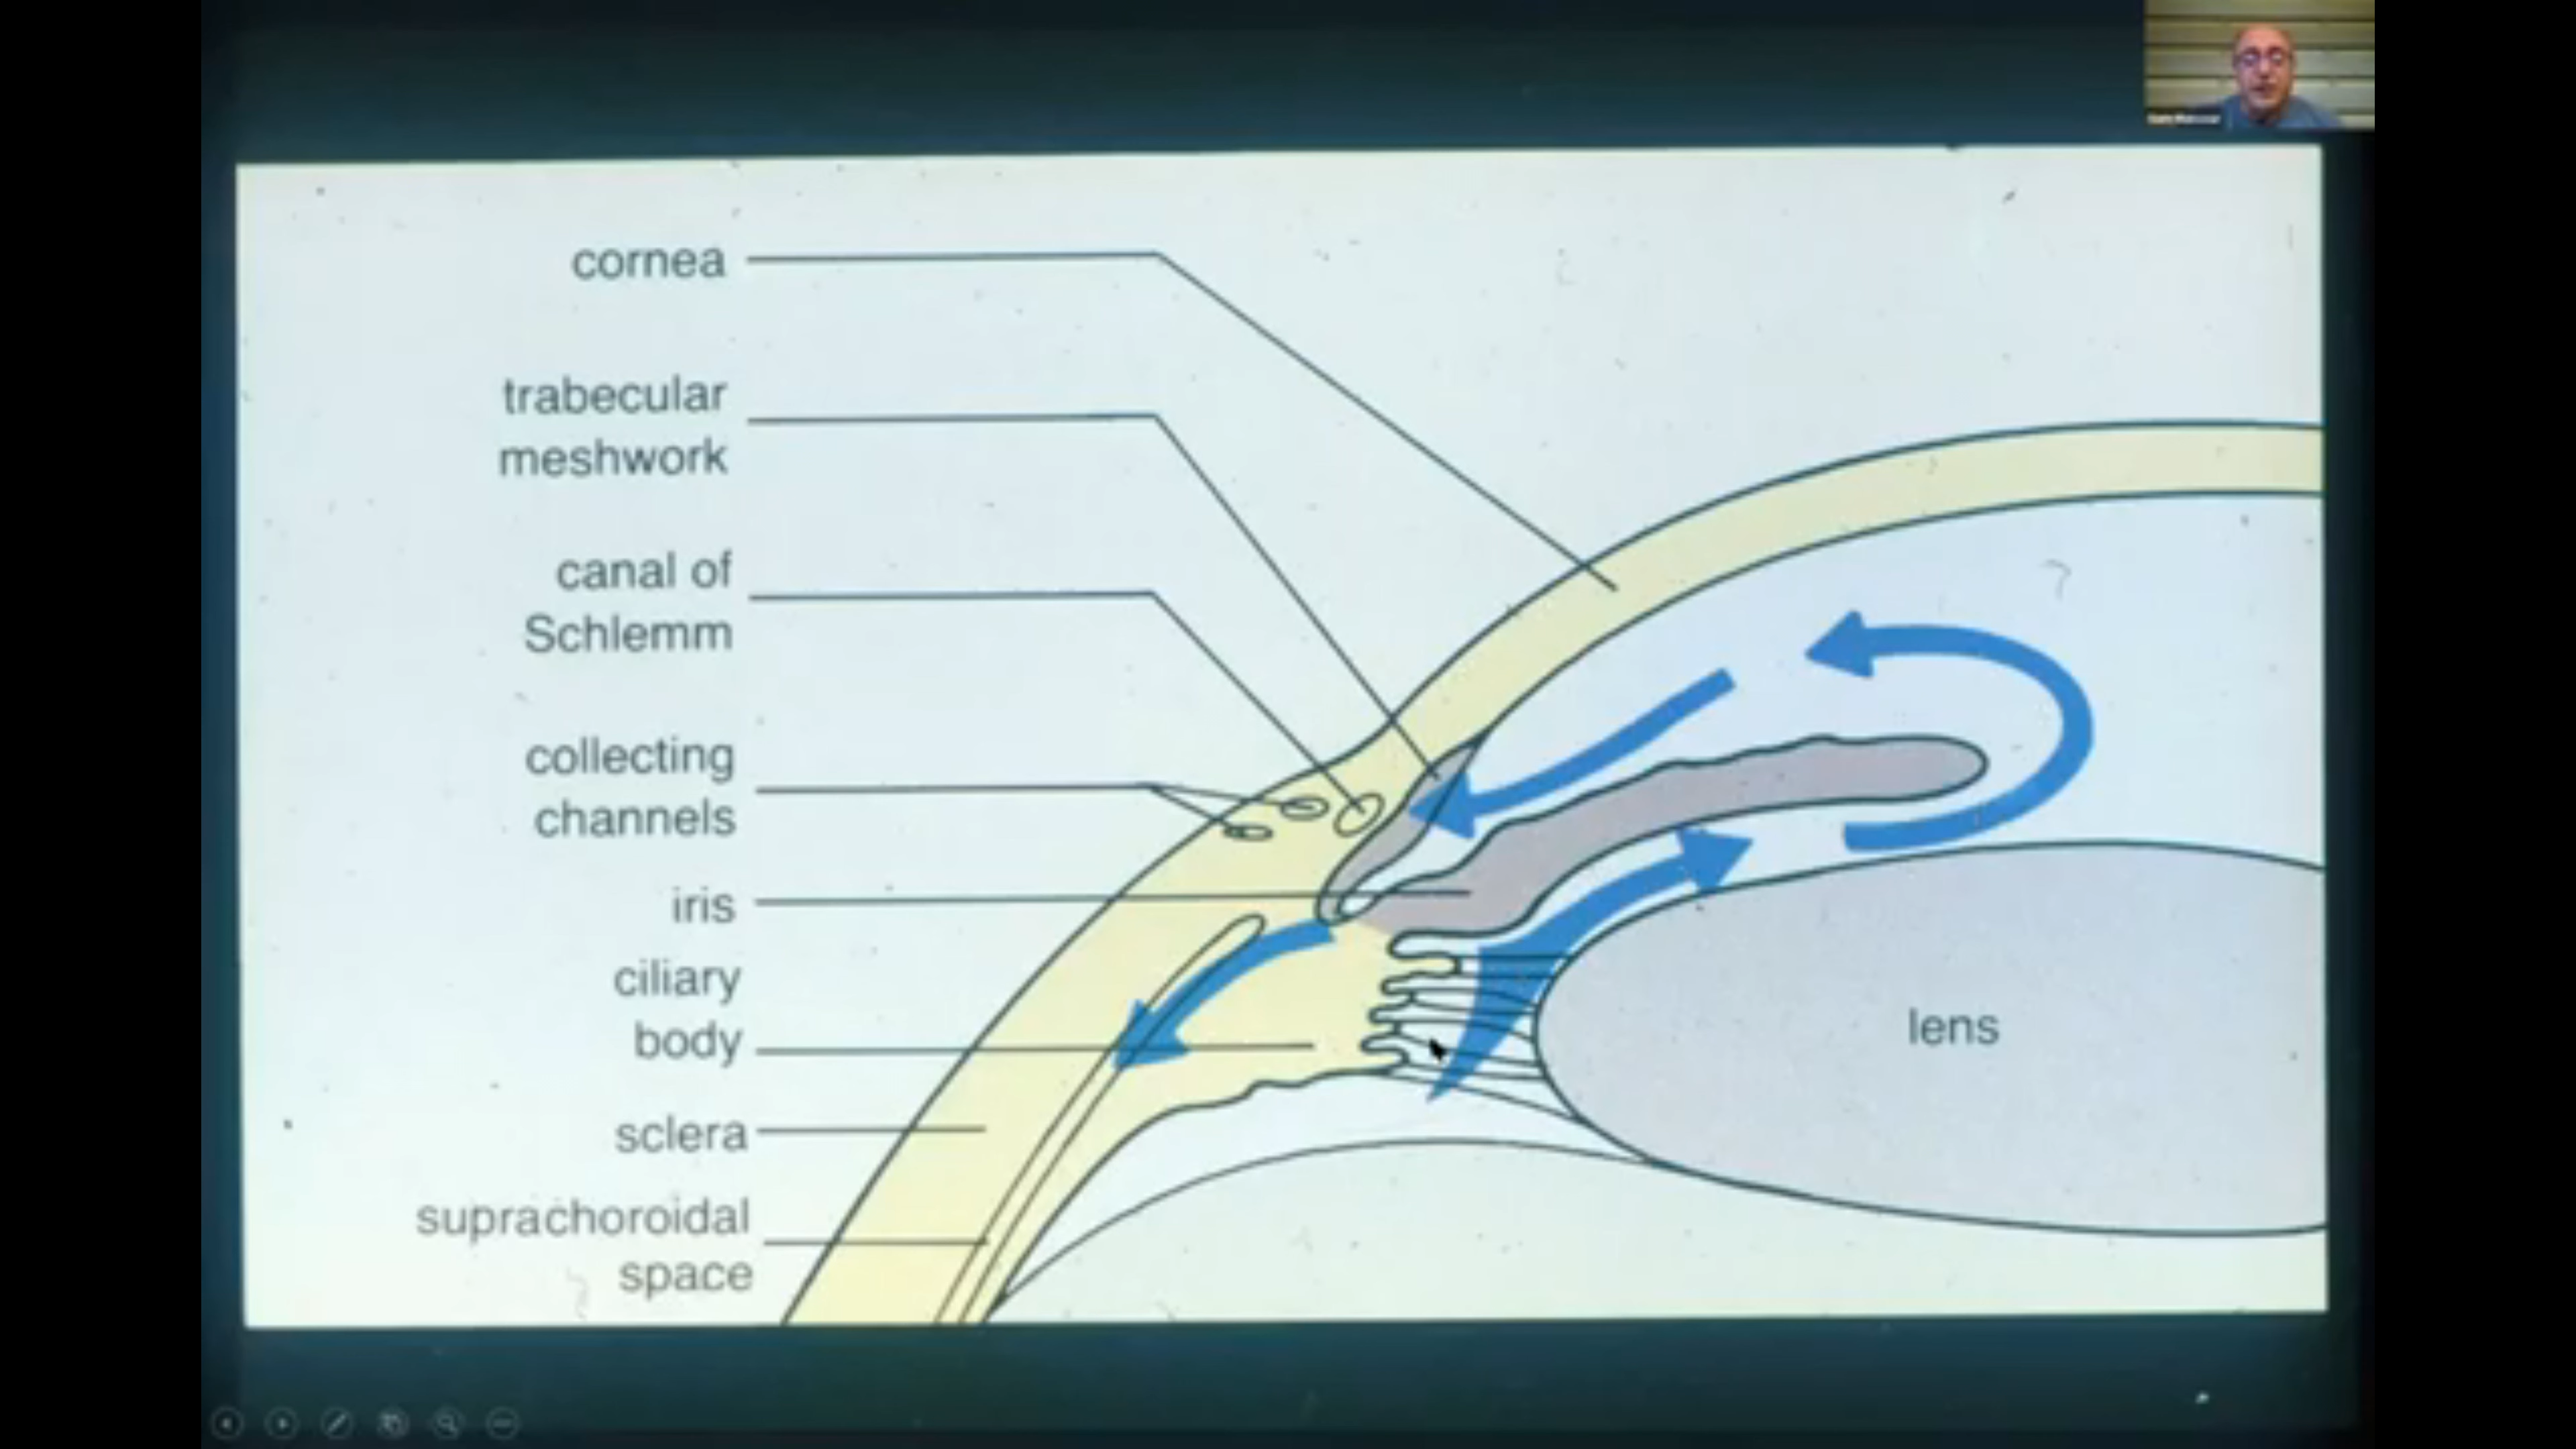 cornea
trabecular
meshwork
canal of
Schlemm
collecting
channels
iris
ciliary
body
sclera
suprachoroidal
space
lens